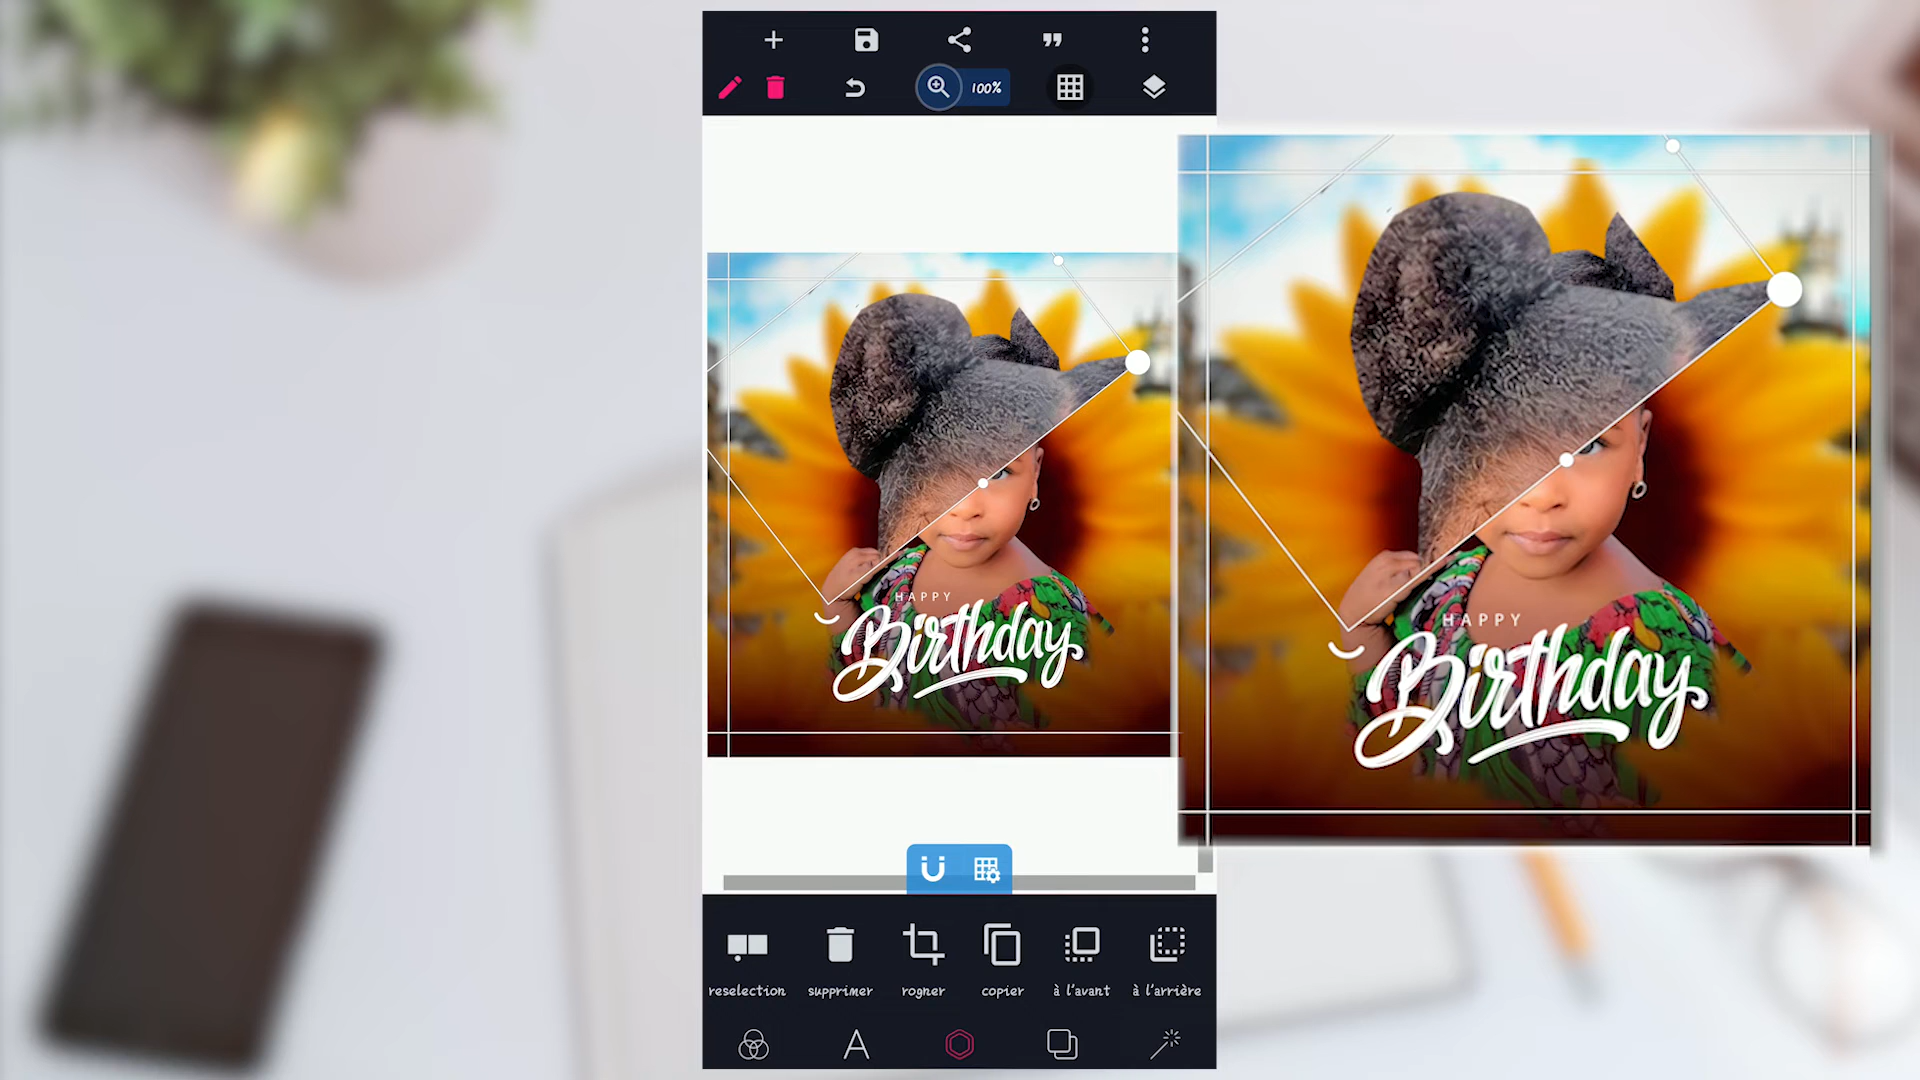 100%
HAPPY
Birthday
HAPPY
Birthday
reselection supprimer rogner copier à l'avant à l'arrière